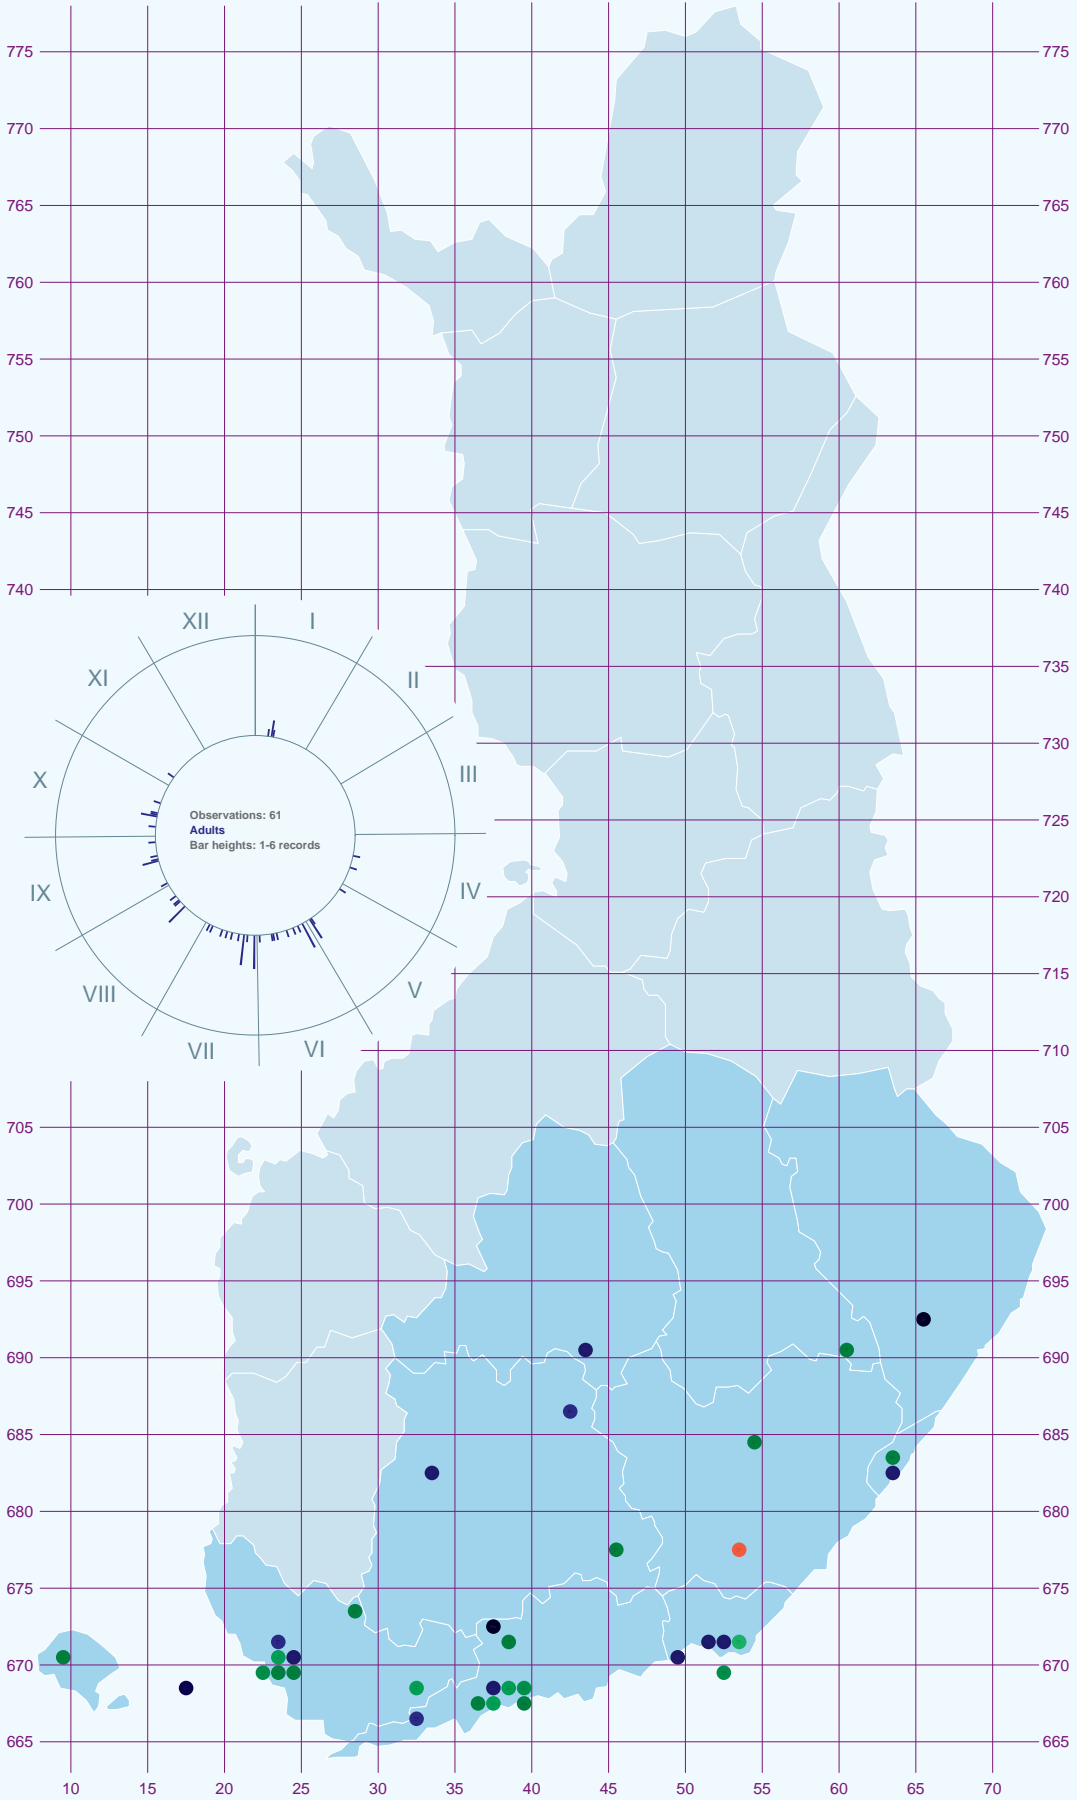 775 775
770 770
765 765
760 760
755 755
750 750
745 745
740 740
XII I
735
XI II
730
X III
Observations: 61
Adults
Bar heights: 1-6 records
725
IX IV
720
VIII V
715
VII VI
710
705 705
700 700
695 695
690 690
685 685
680 680
675 675
670 670
665 665
10 15 20 25 30 35 40 45 50 55 60 65 70